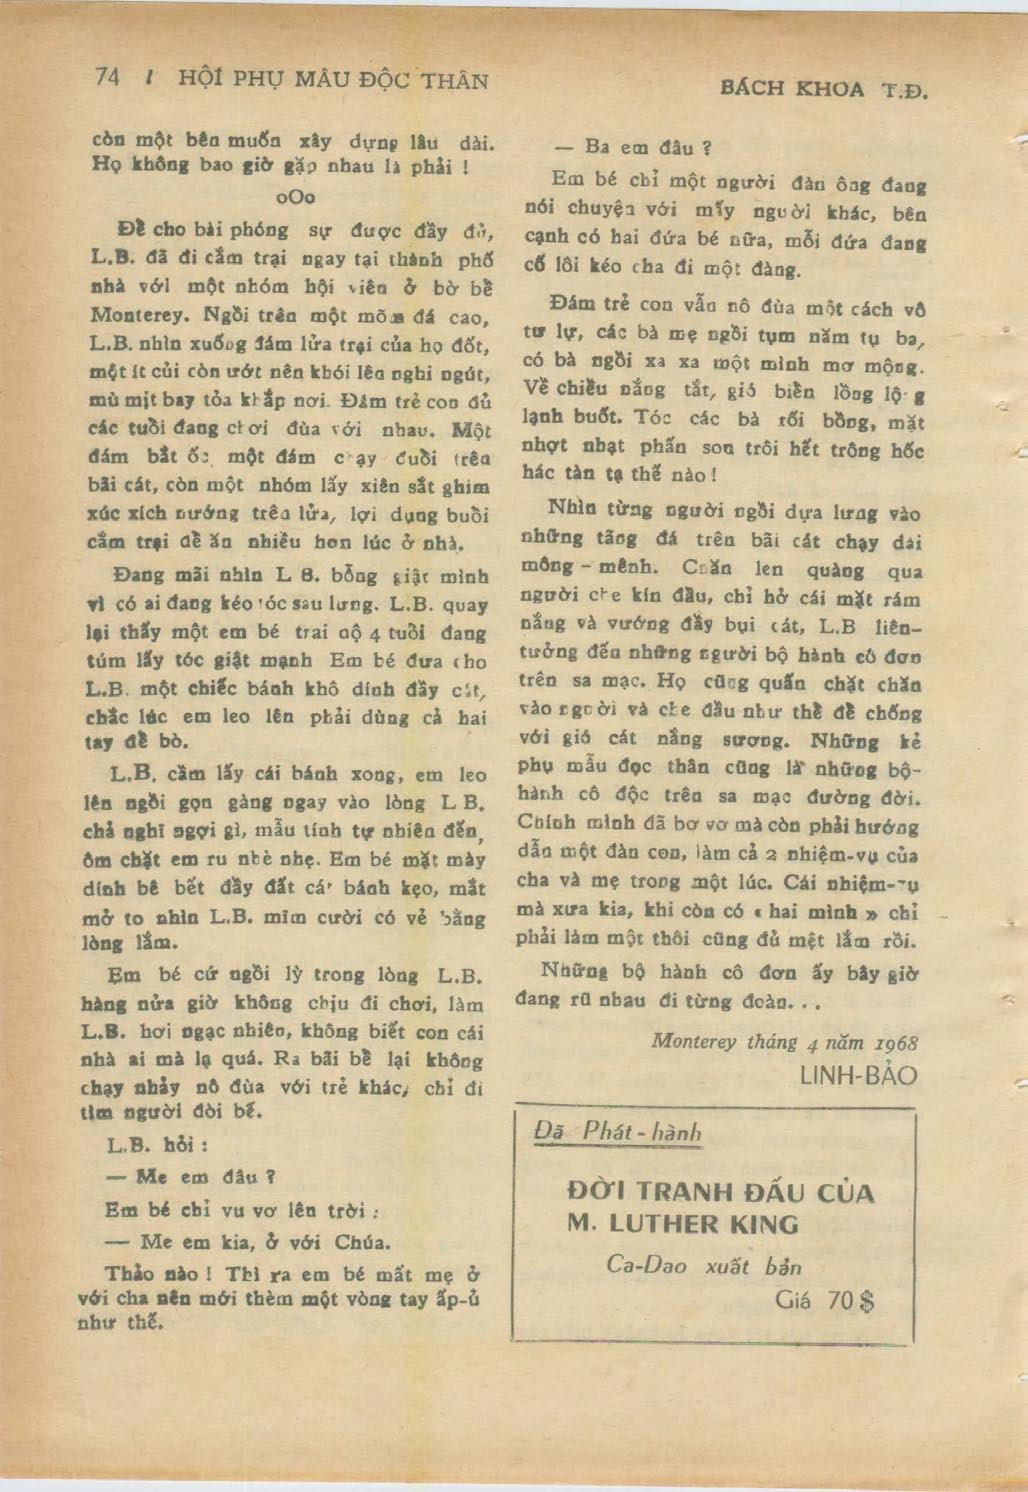 74 / HỘI PHỤ MẪU ĐỘC THÂN
BÁCH KHOA T.Đ.
còn một bên muốn xây dựng lâu dài.
Họ không bao giờ gặp nhau là phải !
oOo
Để cho bài phóng sự được đầy đủ,
L.B. đã đi cắm trại ngay tại thành phố
nhà với một nhóm hội viên ở bờ bể
Monterey. Ngồi trên một mõm đá cao,
L.B. nhìn xuống đám lửa trại của họ đốt,
một ít củi còn ướt nên khói lên nghi ngút,
mù mịt bay tỏa khắp nơi. Đám trẻ con đủ
các tuổi đang chơi đùa với nhau. Một
đám bắt ốc, một đám chạy đuổi trên
bãi cát, còn một nhóm lấy xiên sắt ghim
xúc xích nướng trên lửa, lợi dụng buổi
cắm trại để ăn nhiều hơn lúc ở nhà.
Đang mãi nhìn L B. bỗng giật mình
vì có ai đang kéo tóc sau lưng. L.B. quay
lại thấy một em bé trai độ 4 tuổi đang
túm lấy tóc giật mạnh Em bé đưa cho
L.B. một chiếc bánh khô dính đầy cát,
chắc lúc em leo lên phải dùng cả hai
tay để bò.
L.B. cầm lấy cái bánh xong, em leo
lên ngồi gọn gàng ngay vào lòng L B.
chả nghĩ ngợi gì, mẫu tính tự nhiên đến,
ôm chặt em ru nhè nhẹ. Em bé mặt mày
dính bê bết đầy đất cát bánh kẹo, mắt
mở to nhìn L.B. mỉm cười có vẻ bằng
lòng lắm.
Em bé cứ ngồi lỳ trong lòng L.B.
hàng nửa giờ không chịu đi chơi, làm
L.B. hơi ngạc nhiên, không biết con cái
nhà ai mà lạ quá. Ra bãi bể lại không
chạy nhảy nô đùa với trẻ khác, chỉ đi
tìm người đòi bế.
L.B. hỏi :
— Me em đâu ?
Em bé chỉ vu vơ lên trời :
— Me em kia, ở với Chúa.
Thảo nào ! Thì ra em bé mất mẹ ở
với cha nên mới thèm một vòng tay ấp-ủ
như thế.
— Ba em đâu ?
Em bé chỉ một người đàn ông đang
nói chuyện với mấy người khác, bên
cạnh có hai đứa bé nữa, mỗi đứa đang
cố lôi kéo cha đi một đàng.
Đám trẻ con vẫn nô đùa một cách vô
tư lự, các bà mẹ ngồi tụm năm tụ ba,
có bà ngồi xa xa một mình mơ mộng.
Về chiều nắng tắt, gió biển lồng lộng
lạnh buốt. Tóc các bà rối bồng, mặt
nhợt nhạt phấn son trôi hết trông hốc
hác tàn tạ thế nào !
Nhìn từng người ngồi dựa lưng vào
những tãng đá trên bãi cát chạy dài
mông – mênh. Chăn len quàng qua
người che kín đầu, chỉ hở cái mặt rám
nắng và vướng đầy bụi cát, L.B liên-
tưởng đến những người bộ hành cô đơn
trên sa mạc. Họ cũng quấn chặt chăn
vào người và che đầu như thể để chống
với gió cát nắng sương. Những kẻ
phụ mẫu đọc thân cũng là những bộ-
hành cô độc trên sa mạc đường đời.
Chính mình đã bơ vơ mà còn phải hướng
dẫn một đàn con, làm cả 2 nhiệm-vụ của
cha và mẹ trong một lúc. Cái nhiệm-vụ
mà xưa kia, khi còn có « hai mình » chỉ
phải làm một thôi cũng đủ mệt lắm rồi.
Những bộ hành cô đơn ấy bây giờ
đang rũ nhau đi từng đoàn. . .
Monterey tháng 4 năm 1968
LINH-BẢO
Đã Phát - hành
ĐỜI TRANH ĐẤU CỦA
M. LUTHER KING
Ca-Dao xuất bản
Giá 70$